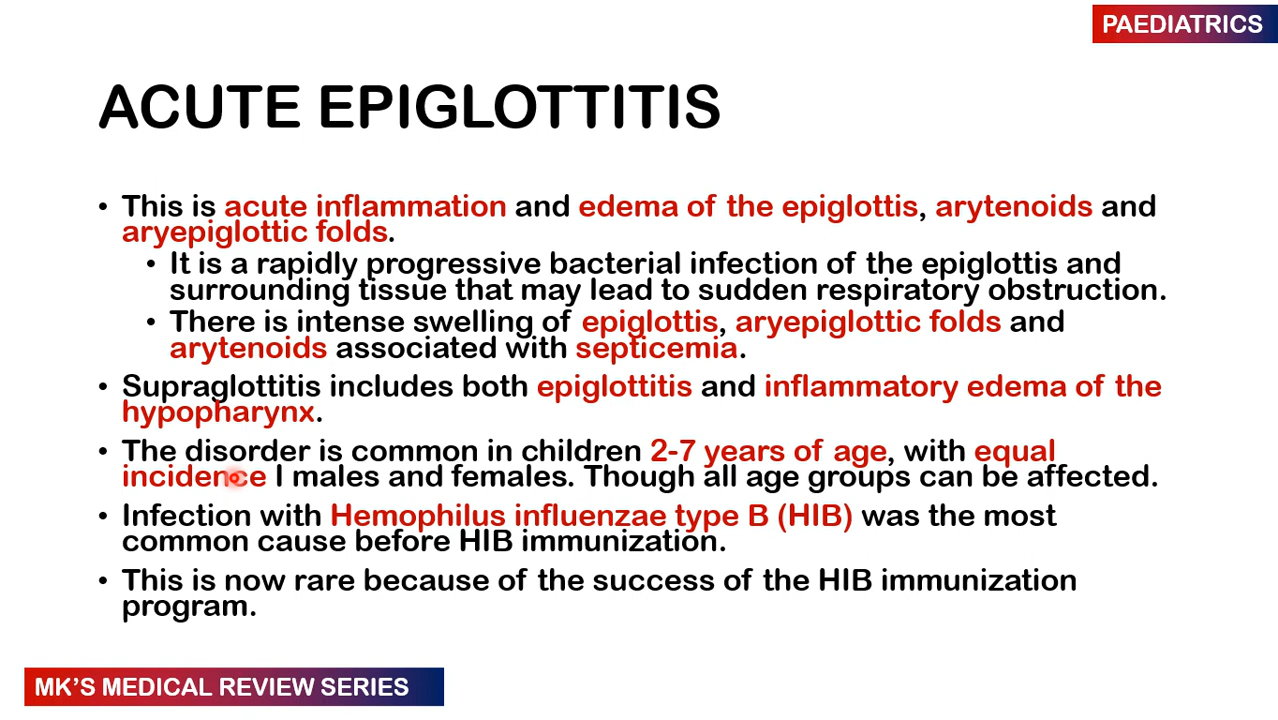 PAEDIATRICS
ACUTE EPIGLOTTITIS
• This is acute inflammation and edema of the epiglottis, arytenoids and
aryepiglottic folds.
• It is a rapidly progressive bacterial infection of the epiglottis and
surrounding tissue that may lead to sudden respiratory obstruction.
• There is intense swelling of epiglottis, aryepiglottic folds and
arytenoids associated with septicemia.
• Supraglottitis includes both epiglottitis and inflammatory edema of the
hypopharynx.
• The disorder is common in children 2-7 years of age, with equal
incidence I males and females. Though all age groups can be affected.
• Infection with Hemophilus influenzae type B (HIB) was the most
common cause before HIB immunization.
• This is now rare because of the success of the HIB immunization
program.
MK'S MEDICAL REVIEW SERIES